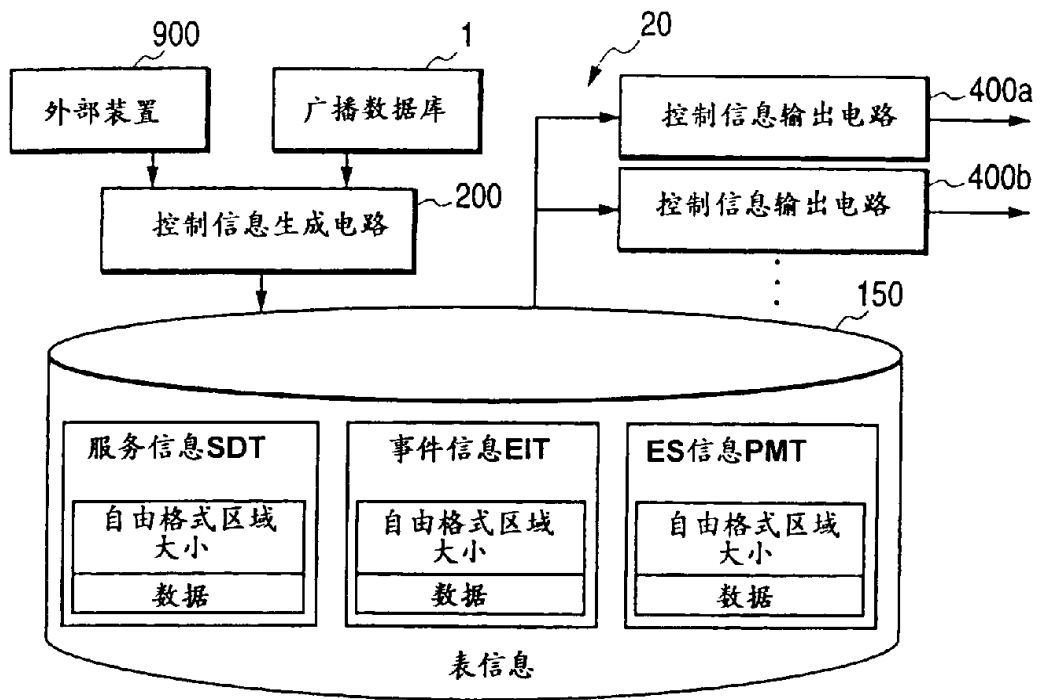 900
1
20
外部装置
广播数据库
控制信息输出电路
400a
控制信息生成电路
200
控制信息输出电路
400b
150
服务信息SDT
自由格式区域
大小
数据
事件信息EIT
自由格式区域
大小
数据
ES信息PMT
自由格式区域
大小
数据
表信息